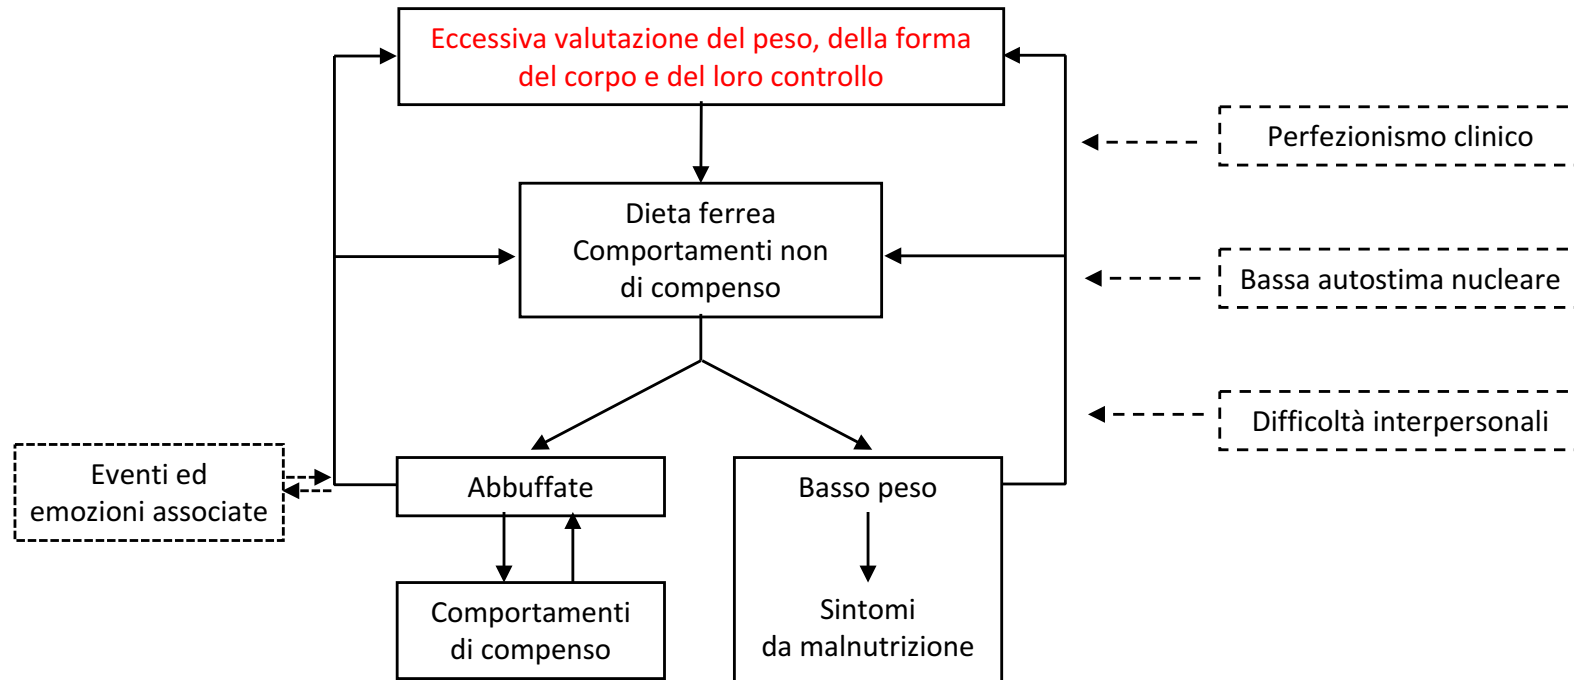 Eccessiva valutazione del peso, della forma
del corpo e del loro controllo
Perfezionismo clinico
Dieta ferrea
Comportamenti non
di compenso
Bassa autostima nucleare
Difficoltà interpersonali
Eventi ed
emozioni associate
Abbuffate
Basso peso
Comportamenti
di compenso
Sintomi
da malnutrizione